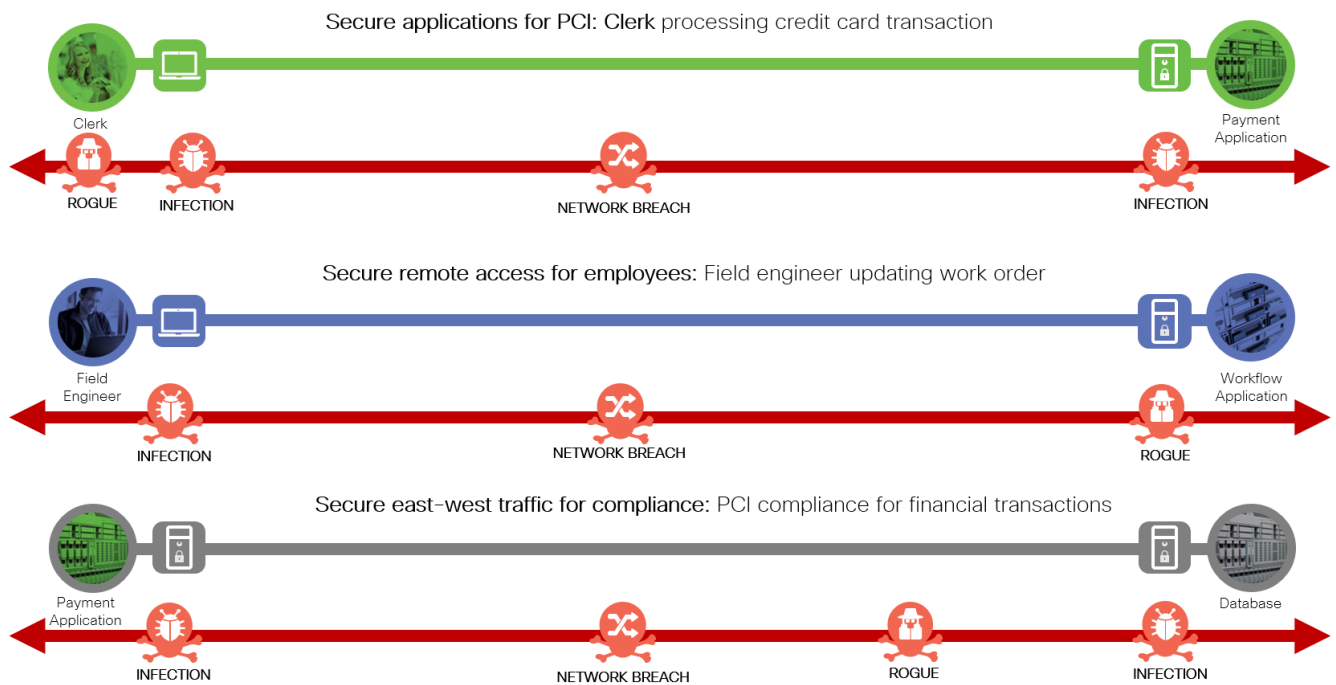 Secure applications for PCI: Clerk processing credit card transaction
Clerk
Payment
Application
ROGUE
INFECTION
NETWORK BREACH
INFECTION
Secure remote access for employees: Field engineer updating work order
Field
Engineer
Workflow
Application
INFECTION
NETWORK BREACH
ROGUE
Secure east-west traffic for compliance: PCI compliance for financial transactions
Payment
Application
Database
INFECTION
NETWORK BREACH
ROGUE
INFECTION